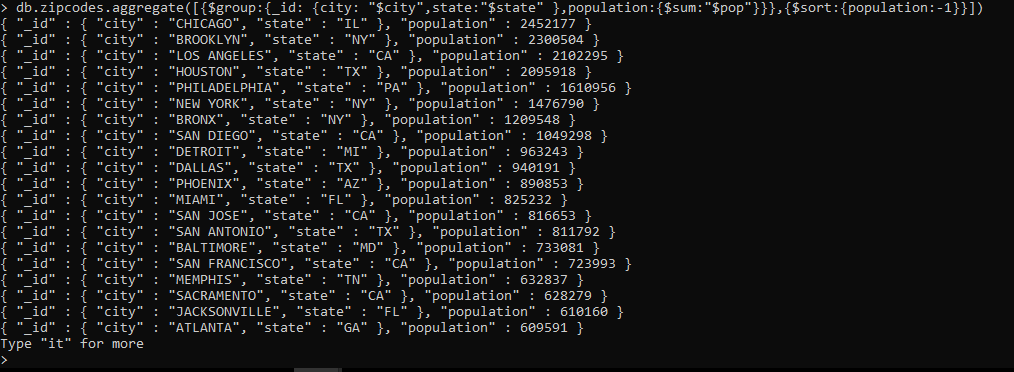 > db.zipcodes.aggregate([{$group:{_id: {city: "$city",state:"$state" },population:{$sum:"$pop"}}},{$sort:{population:-1}}])
{ "_id" : { "city" : "CHICAGO", "state" : "IL" }, "population" : 2452177 }
{ "_id" : { "city" : "BROOKLYN", "state" : "NY" }, "population" : 2300504 }
{ "_id" : { "city" : "LOS ANGELES", "state" : "CA" }, "population" : 2102295 }
{ "_id" : { "city" : "HOUSTON", "state" : "TX" }, "population" : 2095918 }
{ "_id" : { "city" : "PHILADELPHIA", "state" : "PA" }, "population" : 1610956 }
{ "_id" : { "city" : "NEW YORK", "state" : "NY" }, "population" : 1476790 }
{ "_id" : { "city" : "BRONX", "state" : "NY" }, "population" : 1209548 }
{ "_id" : { "city" : "SAN DIEGO", "state" : "CA" }, "population" : 1049298 }
{ "_id" : { "city" : "DETROIT", "state" : "MI" }, "population" : 963243 }
{ "_id" : { "city" : "DALLAS", "state" : "TX" }, "population" : 940191 }
{ "_id" : { "city" : "PHOENIX", "state" : "AZ" }, "population" : 890853 }
{ "_id" : { "city" : "MIAMI", "state" : "FL" }, "population" : 825232 }
{ "_id" : { "city" : "SAN JOSE", "state" : "CA" }, "population" : 816653 }
{ "_id" : { "city" : "SAN ANTONIO", "state" : "TX" }, "population" : 811792 }
{ "_id" : { "city" : "BALTIMORE", "state" : "MD" }, "population" : 733081 }
{ "_id" : { "city" : "SAN FRANCISCO", "state" : "CA" }, "population" : 723993 }
{ "_id" : { "city" : "MEMPHIS", "state" : "TN" }, "population" : 632837 }
{ "_id" : { "city" : "SACRAMENTO", "state" : "CA" }, "population" : 628279 }
{ "_id" : { "city" : "JACKSONVILLE", "state" : "FL" }, "population" : 610160 }
{ "_id" : { "city" : "ATLANTA", "state" : "GA" }, "population" : 609591 }
Type "it" for more
>